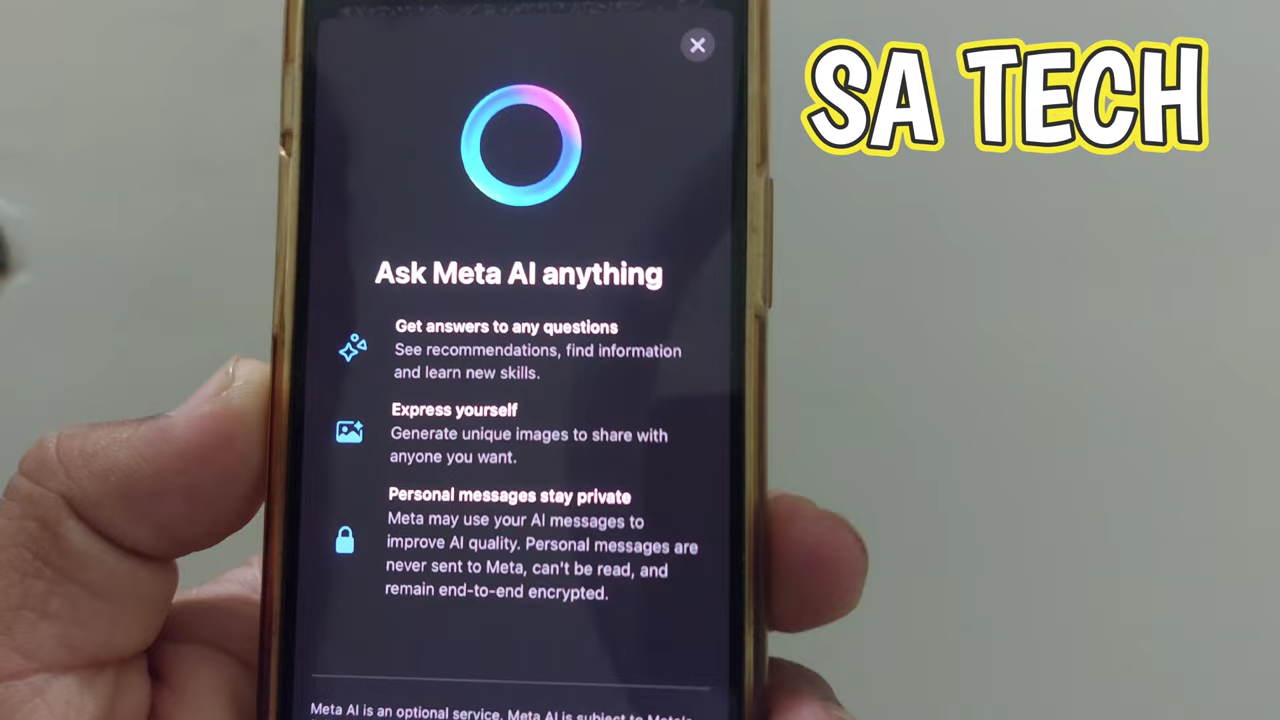 SA TECH
Ask Meta AI anything
Get answers to any questions
See recommendations, find information
and learn new skills.
Express yourself
Generate unique images to share with
anyone you want.
Personal messages stay private
Meta may use your AI messages to
improve AI quality. Personal messages are
never sent to Meta, can't be read, and
remain end-to-end encrypted.
Meta AI is an optional service. Meta AI is subject to Meta's